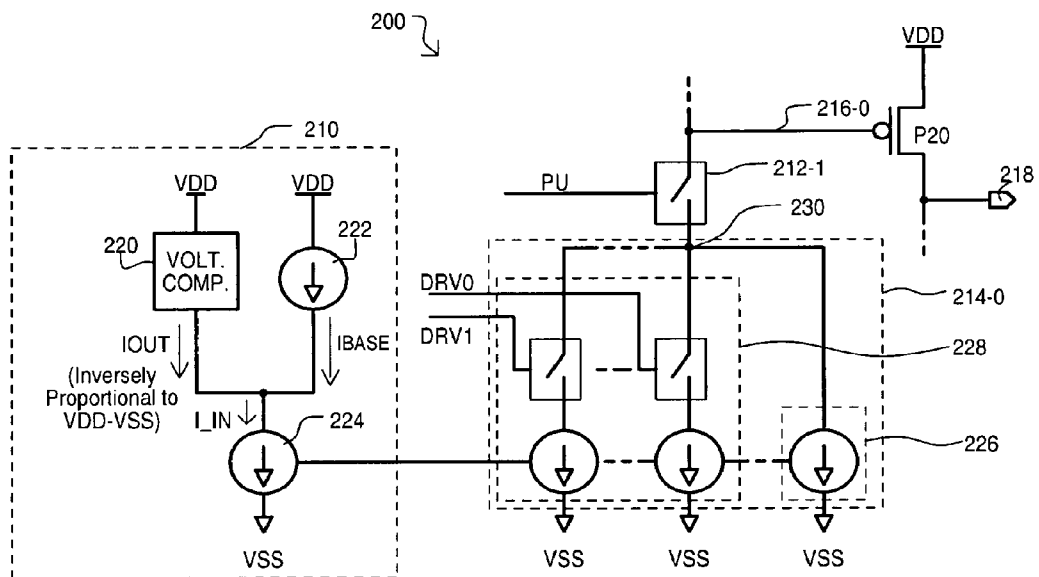 200
VDD
216-0
P20
210
212-1
218
PU
VDD
VDD
230
220
VOLT.
COMP.
222
DRV0
214-0
DRV1
IOUT
IBASE
228
(Inversely
Proportional to
VDD-VSS)
I_IN
224
226
VSS
VSS
VSS
VSS